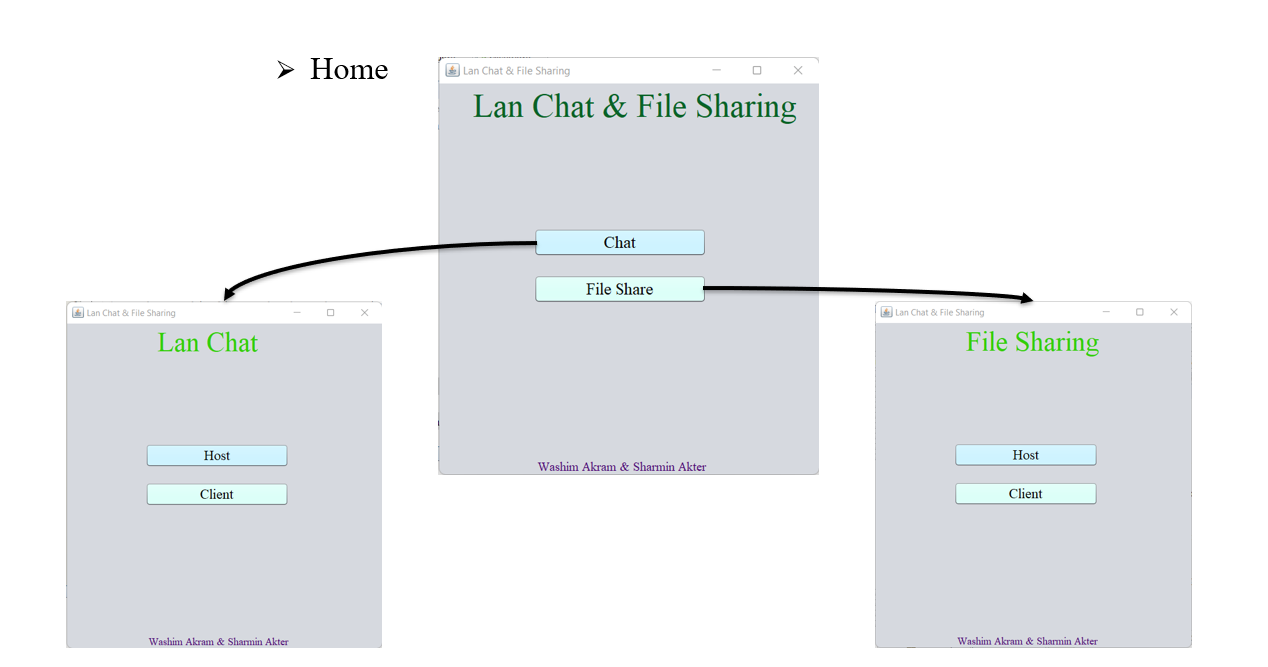 ➢ Home
Lan Chat & File Sharing
Lan Chat & File Sharing
Chat
File Share
Washim Akram & Sharmin Akter
Lan Chat & File Sharing
Lan Chat
Host
Client
Washim Akram & Sharmin Akter
Lan Chat & File Sharing
File Sharing
Host
Client
Washim Akram & Sharmin Akter